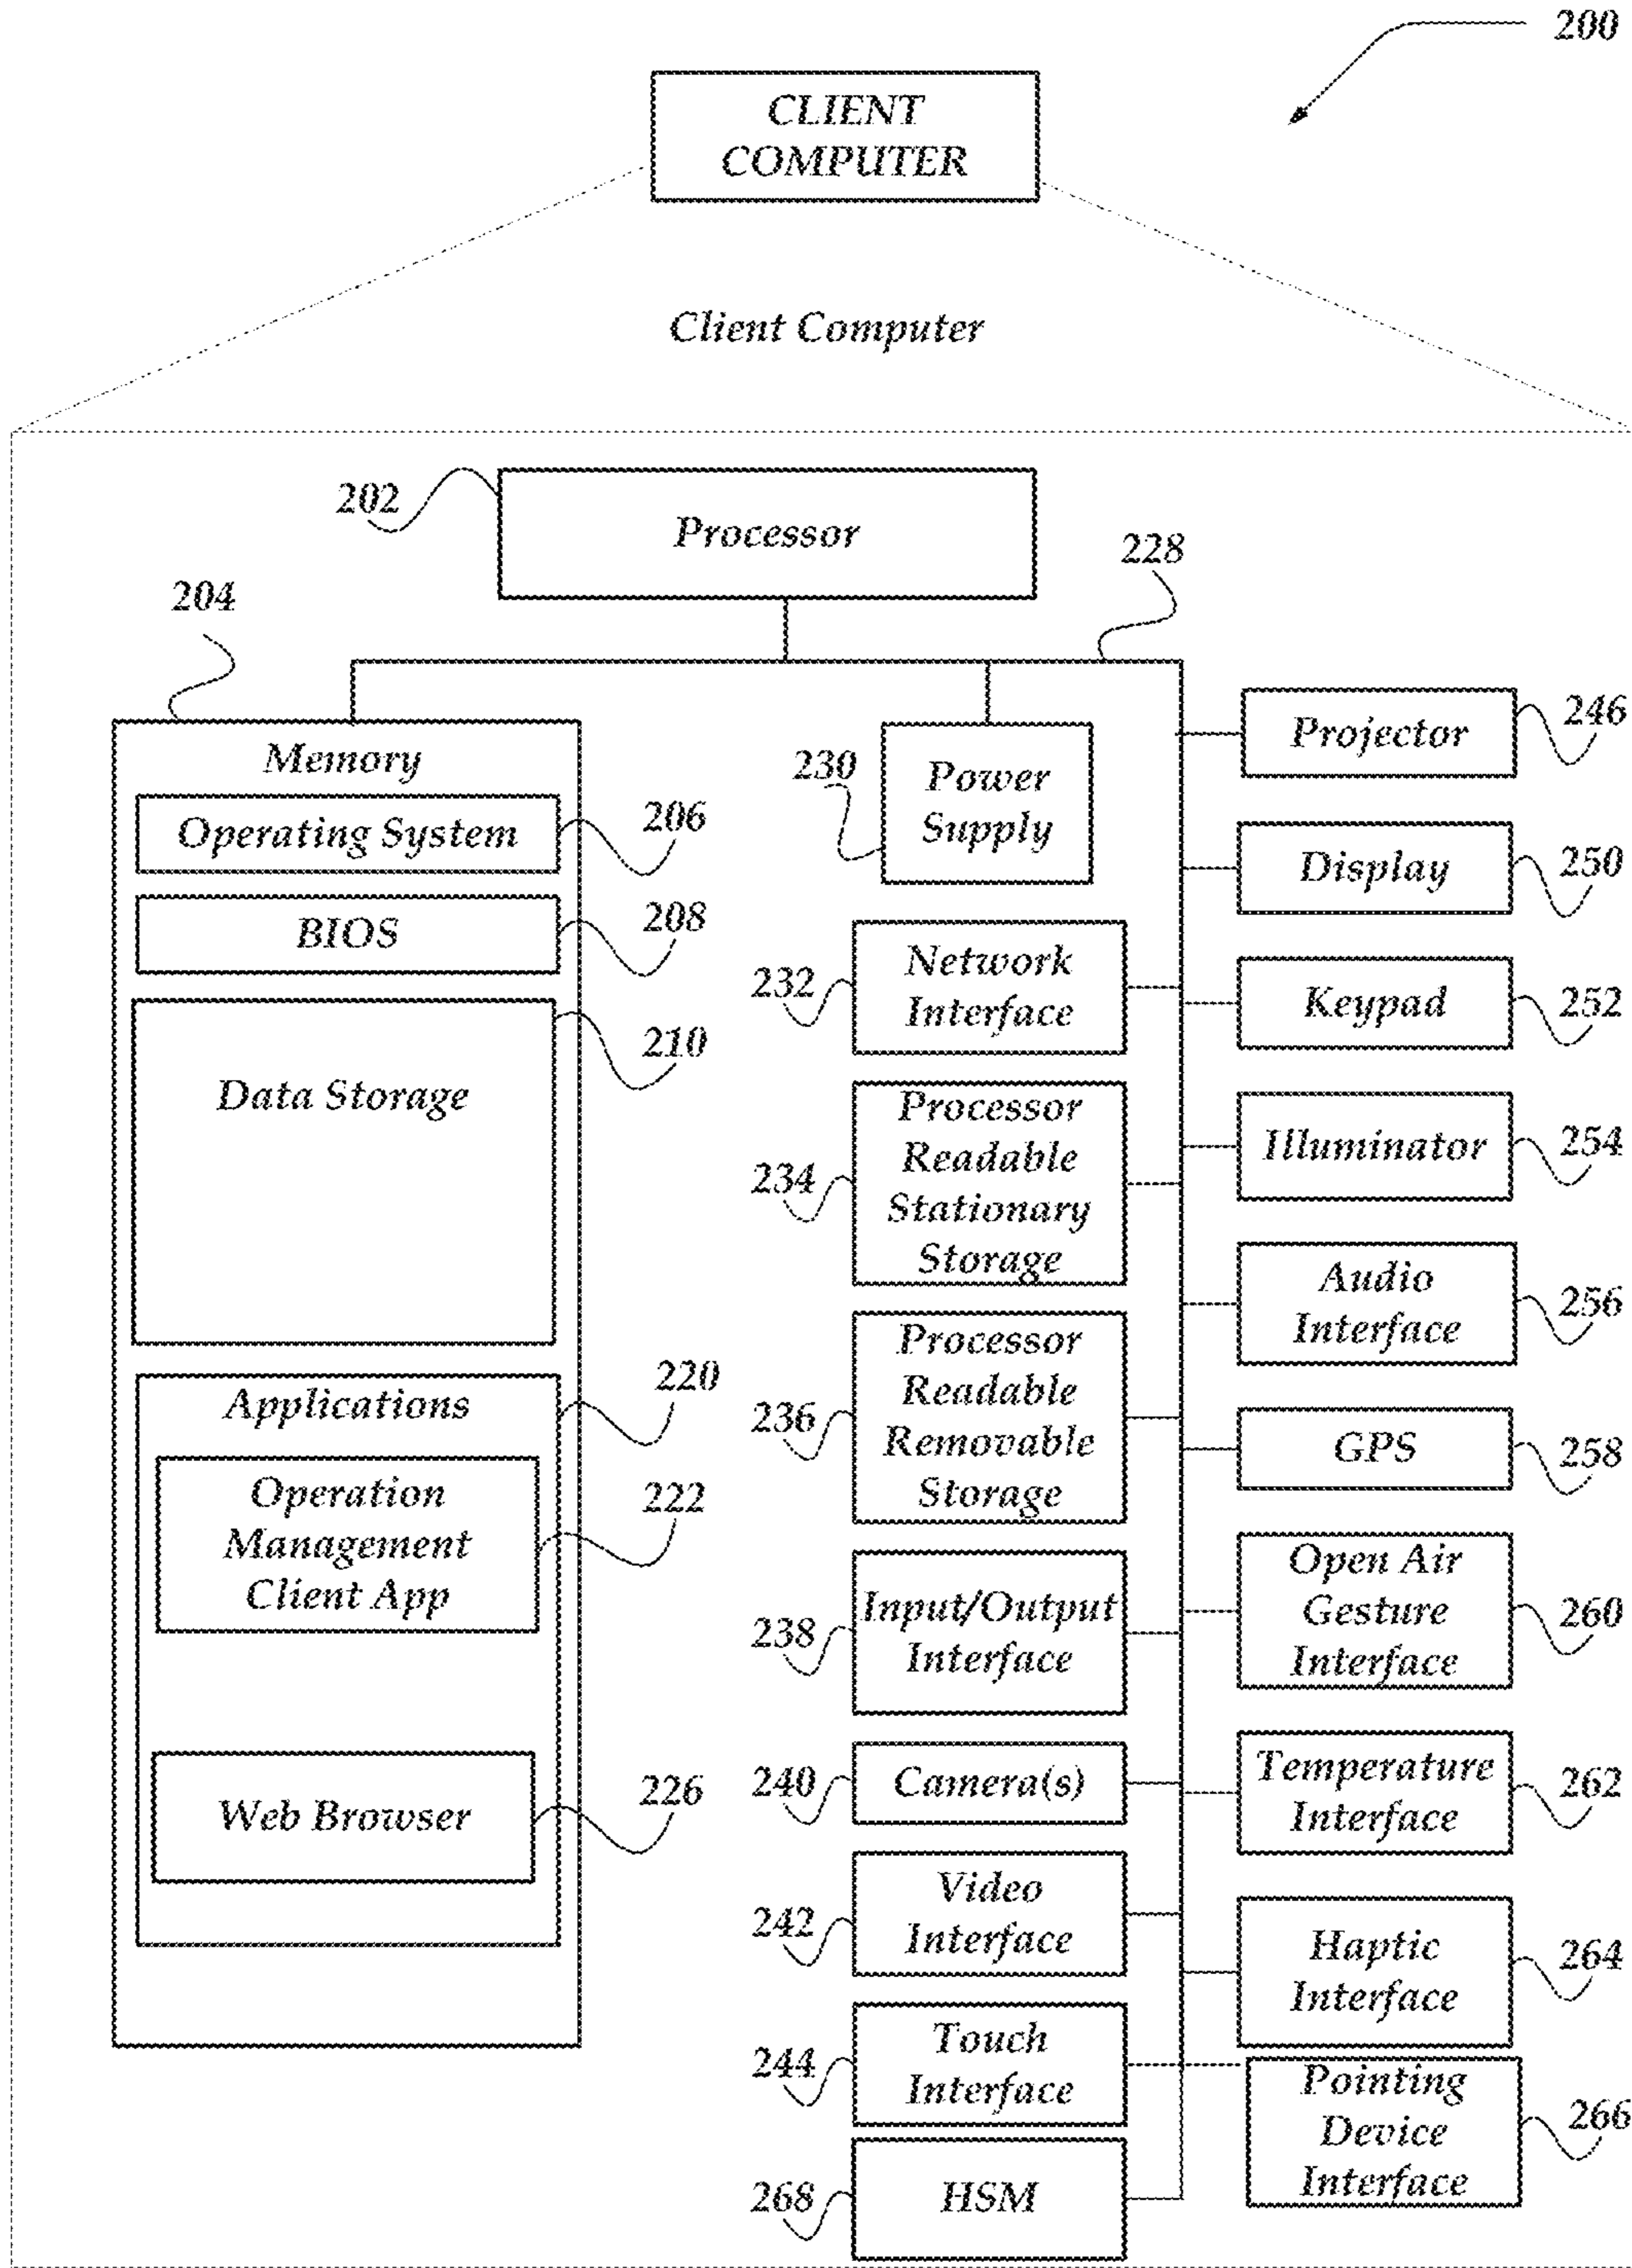 200
CLIENT
COMPUTER
Client Computer
202
Processor
228
204
Memory
Operating System
206
BIOS
208
Data Storage
210
Applications
220
Operation
Management
Client App
222
Web Browser
226
230
Power
Supply
232
Network
Interface
234
Processor
Readable
Stationary
Storage
236
Processor
Readable
Removable
Storage
238
Input/Output
Interface
240
Camera(s)
242
Video
Interface
244
Touch
Interface
268
HSM
Projector
246
Display
250
Keypad
252
Illuminator
254
Audio
Interface
256
GPS
258
Open Air
Gesture
Interface
260
Temperature
Interface
262
Haptic
Interface
264
Pointing
Device
Interface
266